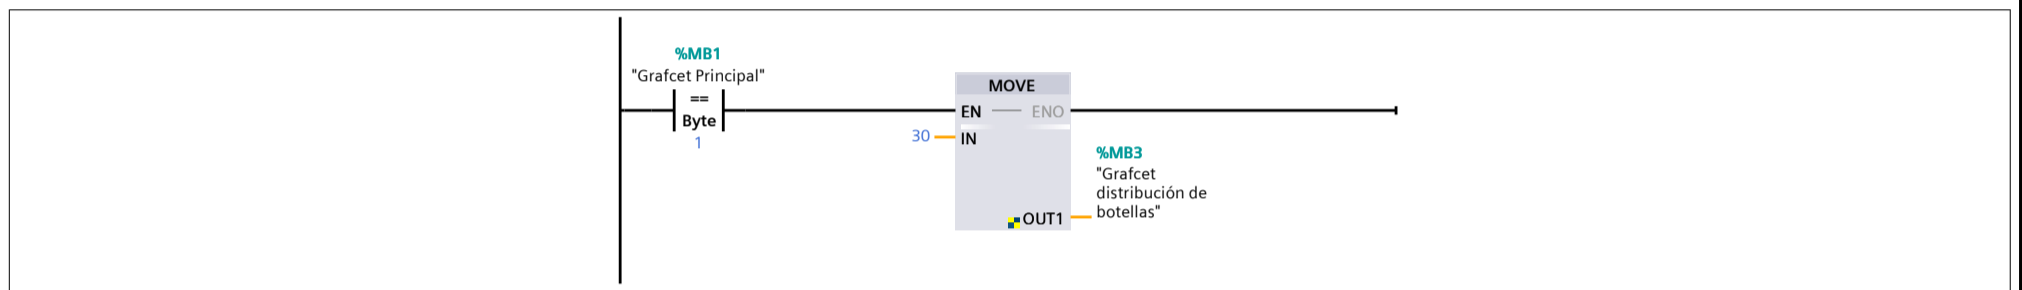 %MB1
"Grafcet Principal"
==
Byte
1
MOVE
EN
ENO
30
IN
%MB3
"Grafcet
distribución de
botellas"
OUT1